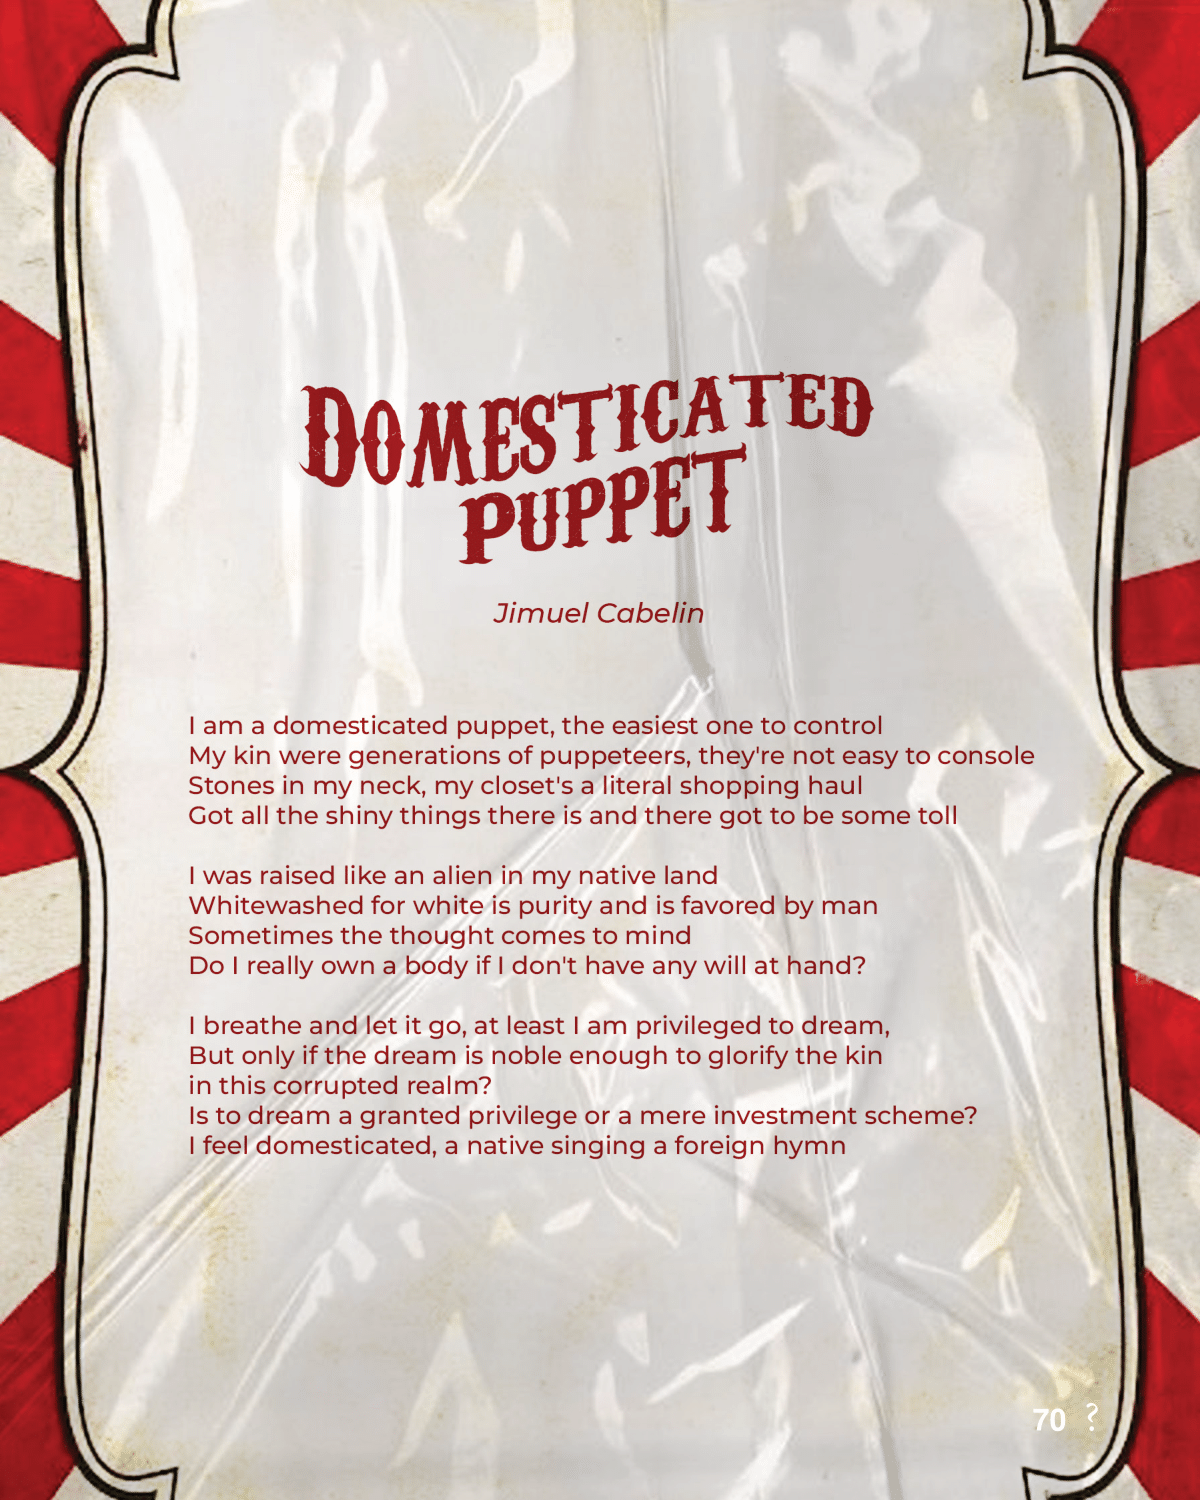 DOMESTICATED
PUPPET
Jimuel Cabelin
I am a domesticated puppet, the easiest one to control
My kin were generations of puppeteers, they're not easy to console
Stones in my neck, my closet's a literal shopping haul
Got all the shiny things there is and there got to be some toll
I was raised like an alien in my native land
Whitewashed for white is purity and is favored by man
Sometimes the thought comes to mind
Do I really own a body if I don't have any will at hand?
I breathe and let it go, at least I am privileged to dream,
But only if the dream is noble enough to glorify the kin
in this corrupted realm?
Is to dream a granted privilege or a mere investment scheme?
I feel domesticated, a native singing a foreign hymn
70 ?